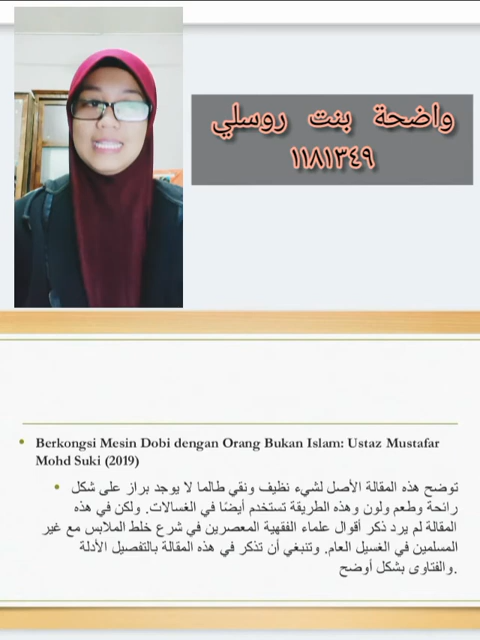 واضحة بنت روسلي
١١٨١٣٤٩
• Berkongsi Mesin Dobi dengan Orang Bukan Islam: Ustaz Mustafar
Mohd Suki (2019)
• توضح هذه المقالة الأصل لشيء نظيف ونقي طالما لا يوجد براز على شكل
رائحة وطعم ولون وهذه الطريقة تستخدم أيضًا في الغسالات. ولكن في هذه
المقالة لم يرد ذكر أقوال علماء الفقهية المعصرين في شرع خلط الملابس مع غير
المسلمين في الغسيل العام. وتنبغي أن تذكر في هذه المقالة بالتفصيل الأدلة
.والفتاوى بشكل أوضح